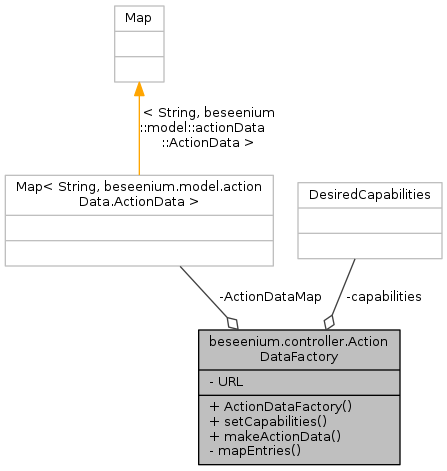 Map
< String, beseenium
::model::actionData
::ActionData >
Map< String, beseenium.model.action
Data.ActionData >
DesiredCapabilities
-ActionDataMap
-capabilities
beseenium.controller.Action
DataFactory
- URL
+ ActionDataFactory()
+ setCapabilities()
+ makeActionData()
- mapEntries()